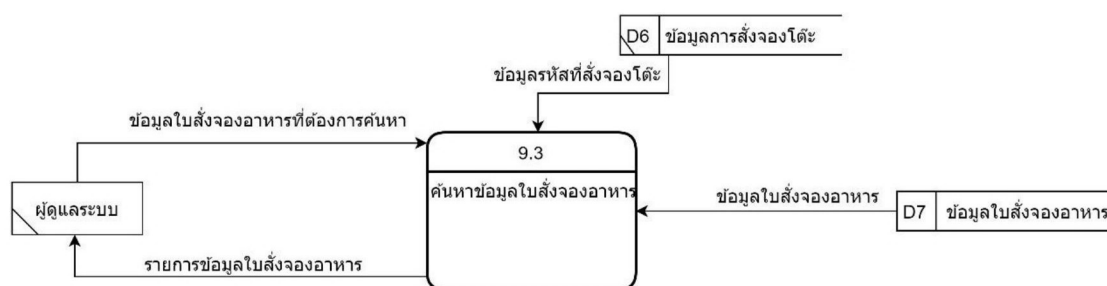 D6 ข้อมูลการสั่งจองโต๊ะ
ข้อมูลรหัสที่สั่งจองโต๊ะ
ข้อมูลใบสั่งจองอาหารที่ต้องการค้นหา
9.3
ค้นหาข้อมูลใบสั่งจองอาหาร
ผู้ดูแลระบบ
ข้อมูลใบสั่งจองอาหาร
D7 ข้อมูลใบสั่งจองอาหาร
รายการข้อมูลใบสั่งจองอาหาร